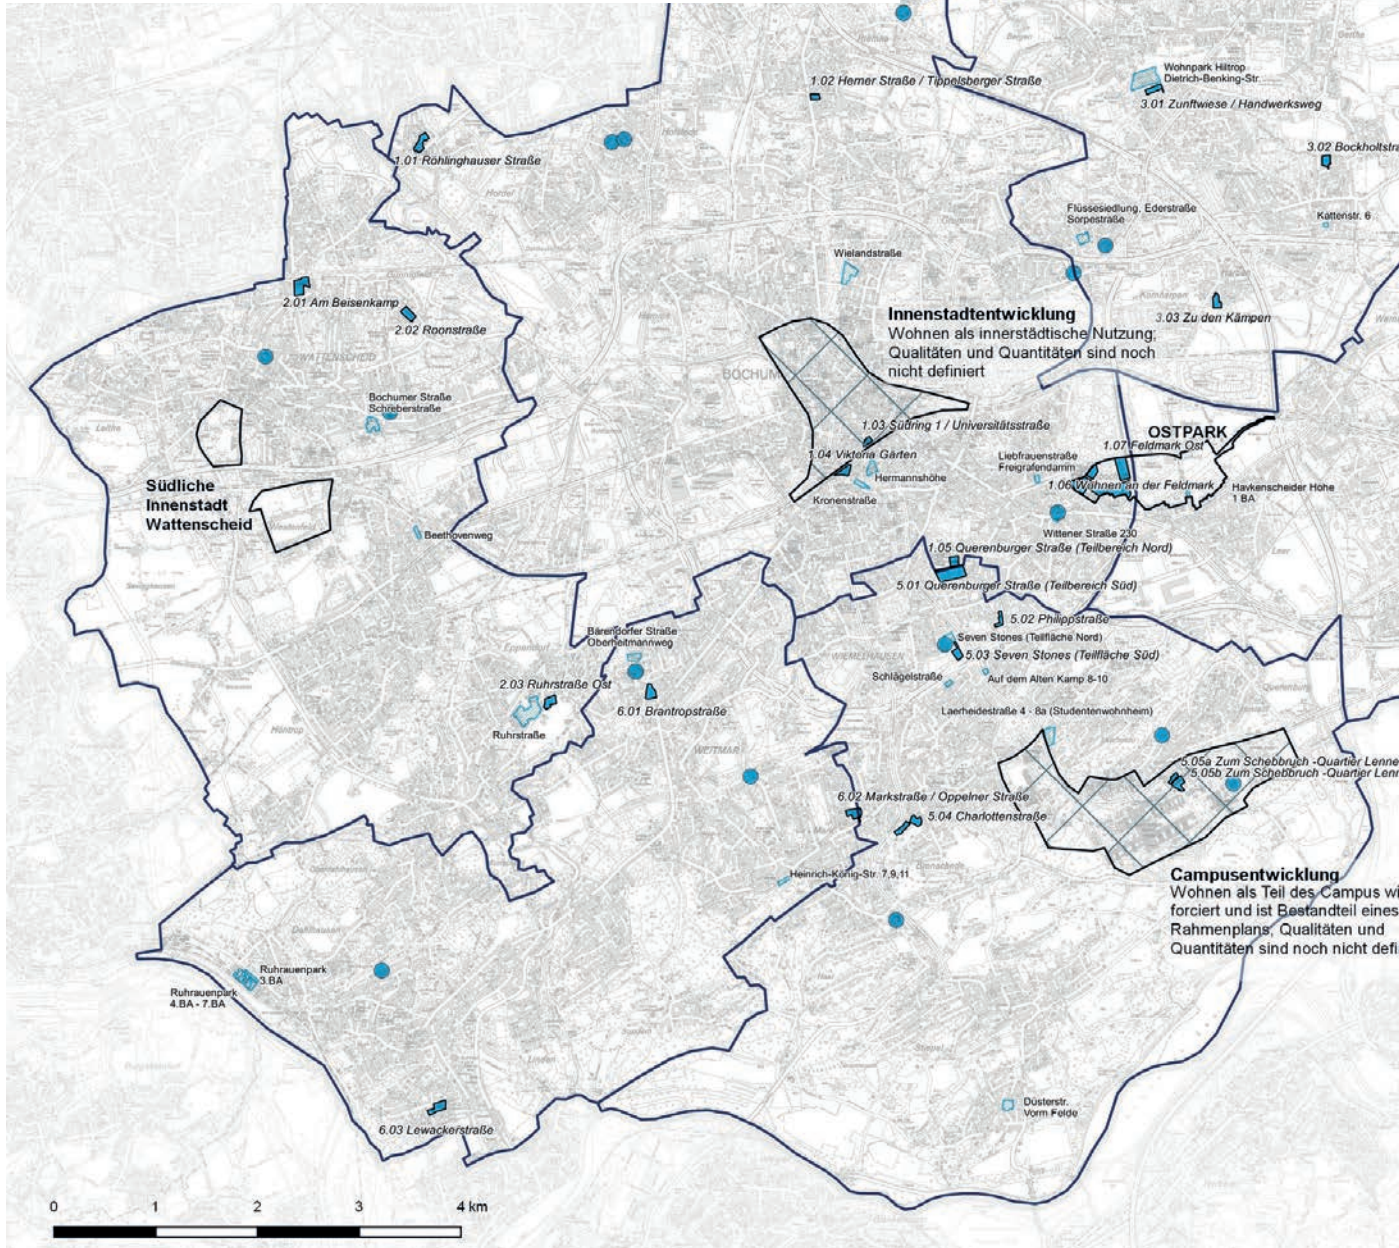 Wohnpark Hiltrop
Dietrich-Benking-Str.
1.02 Herner Straße / Tippelsberger Straße
3.01 Zunftwiese / Handwerksweg
1.01 Röhlinghauser Straße
3.02 Bockholtstra
Flüssesiedlung, Ederstraße
Sorpestraße
Kattenstr. 6
Wielandstraße
2.01 Am Beisenkamp
2.02 Roonstraße
3.03 Zu den Kämpen
Innenstadtentwicklung
Wohnen als innerstädtische Nutzung;
Qualitäten und Quantitäten sind noch
nicht definiert
WATTENSCHEID
BOCHUM
Bochumer Straße
Schreberstraße
1.03 Südring 1 / Universitätsstraße
OSTPARK
1.07 Feldmark Ost
1.04 Viktoria Gärten
Liebfrauenstraße
Freigrafendamm
Hermannshöhe
1.06 Wohnen an der Feldmark
Havkenscheider Höhe
1 BA
Kronenstraße
Südliche
Innenstadt
Wattenscheid
Beethovenweg
Wittener Straße 230
1.05 Querenburger Straße (Teilbereich Nord)
5.01 Querenburger Straße (Teilbereich Süd)
5.02 Philippstraße
Bärendorfer Straße
Oberheitmannweg
Eppendorf
WIEMELHAUSEN
Seven Stones (Teilfläche Nord)
5.03 Seven Stones (Teilfläche Süd)
Schlägelstraße
Auf dem Alten Kamp 8-10
2.03 Ruhrstraße Ost
6.01 Brantropstraße
Laerheidestraße 4 - 8a (Studentenwohnheim)
Ruhrstraße
Höntrop
WEITMAR
5.05a Zum Schebbruch -Quartier Lenne
5.05b Zum Schebbruch -Quartier Lenn
6.02 Markstraße / Oppelner Straße
5.04 Charlottenstraße
Heinrich-König-Str. 7,9,11
Campusentwicklung
Wohnen als Teil des Campus wi
forciert und ist Bestandteil eines
Rahmenplans, Qualitäten und
Quantitäten sind noch nicht defi
Dahlhausen
Ruhrauenpark
3.BA
Ruhrauenpark
4.BA - 7.BA
Linden
Stiepel
Düsterstr.
Vorm Felde
6.03 Lewackerstraße
0 1 2 3 4 km